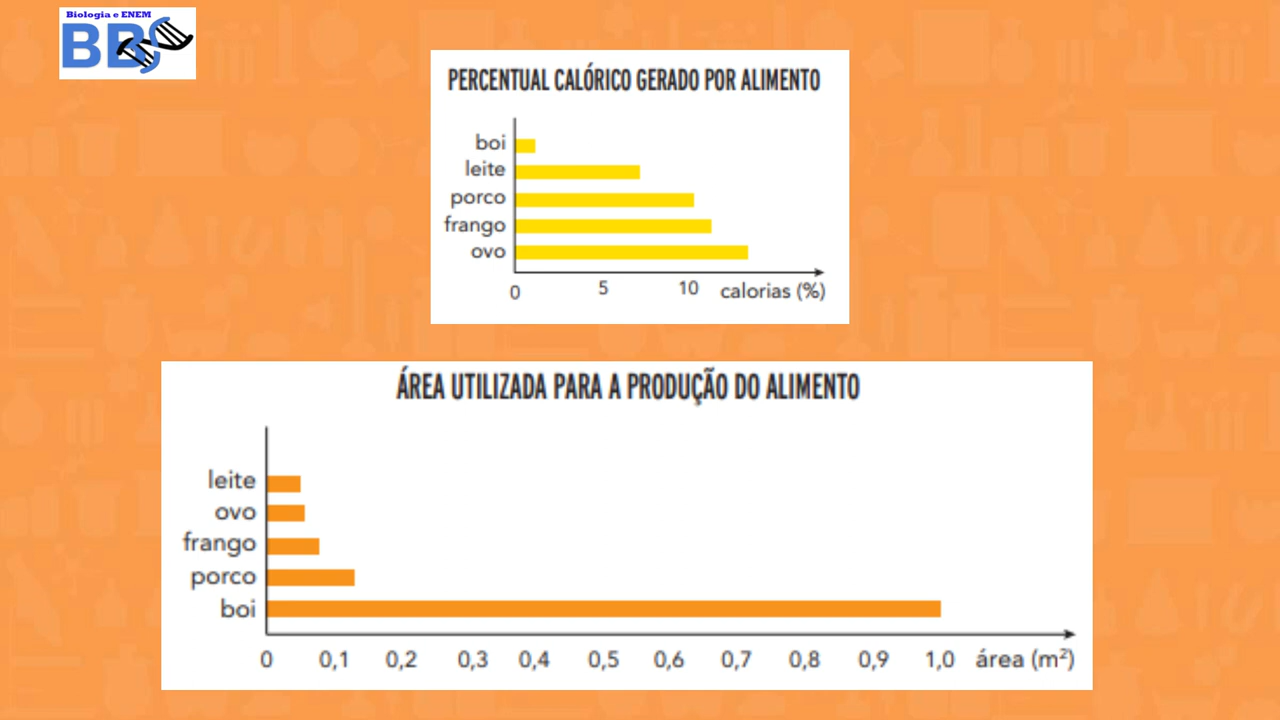 Biologia e ENEM
BBS
PERCENTUAL CALÓRICO GERADO POR ALIMENTO
boi
leite
porco
frango
ovo
0 5 10 calorias (%)
ÁREA UTILIZADA PARA A PRODUÇÃO DO ALIMENTO
leite
ovo
frango
porco
boi
0 0,1 0,2 0,3 0,4 0,5 0,6 0,7 0,8 0,9 1,0 área (m²)